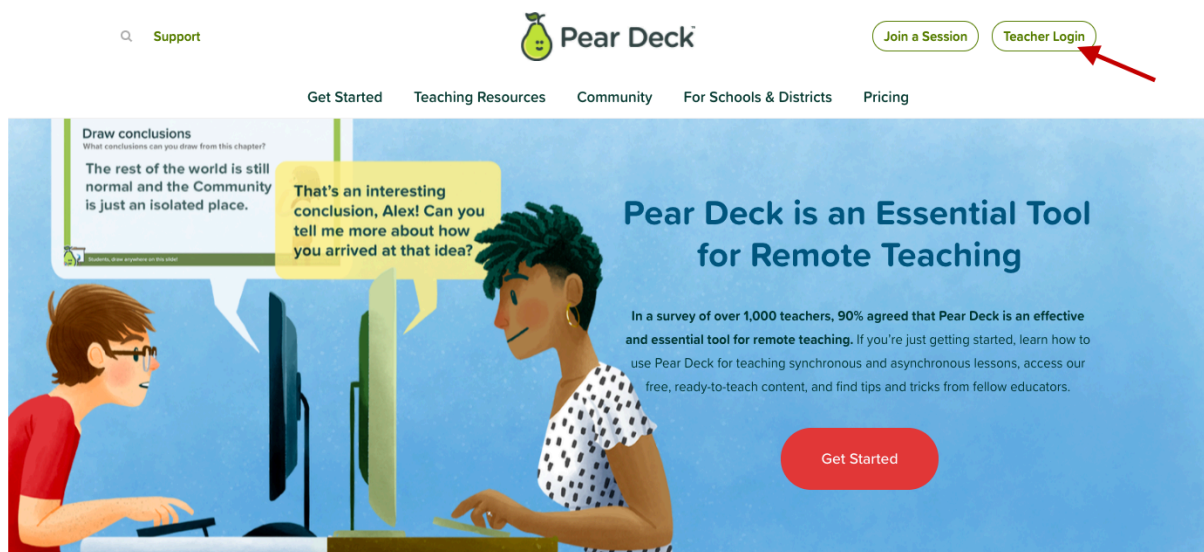 Support
Pear Deck™
Join a Session
Teacher Login
Get Started
Teaching Resources
Community
For Schools & Districts
Pricing
Draw conclusions
What conclusions can you draw from this chapter?
The rest of the world is still
normal and the Community
is just an isolated place.
Students, draw anywhere on this slide!
That's an interesting
conclusion, Alex! Can you
tell me more about how
you arrived at that idea?
Pear Deck is an Essential Tool
for Remote Teaching
In a survey of over 1,000 teachers, 90% agreed that Pear Deck is an effective
and essential tool for remote teaching. If you're just getting started, learn how to
use Pear Deck for teaching synchronous and asynchronous lessons, access our
free, ready-to-teach content, and find tips and tricks from fellow educators.
Get Started